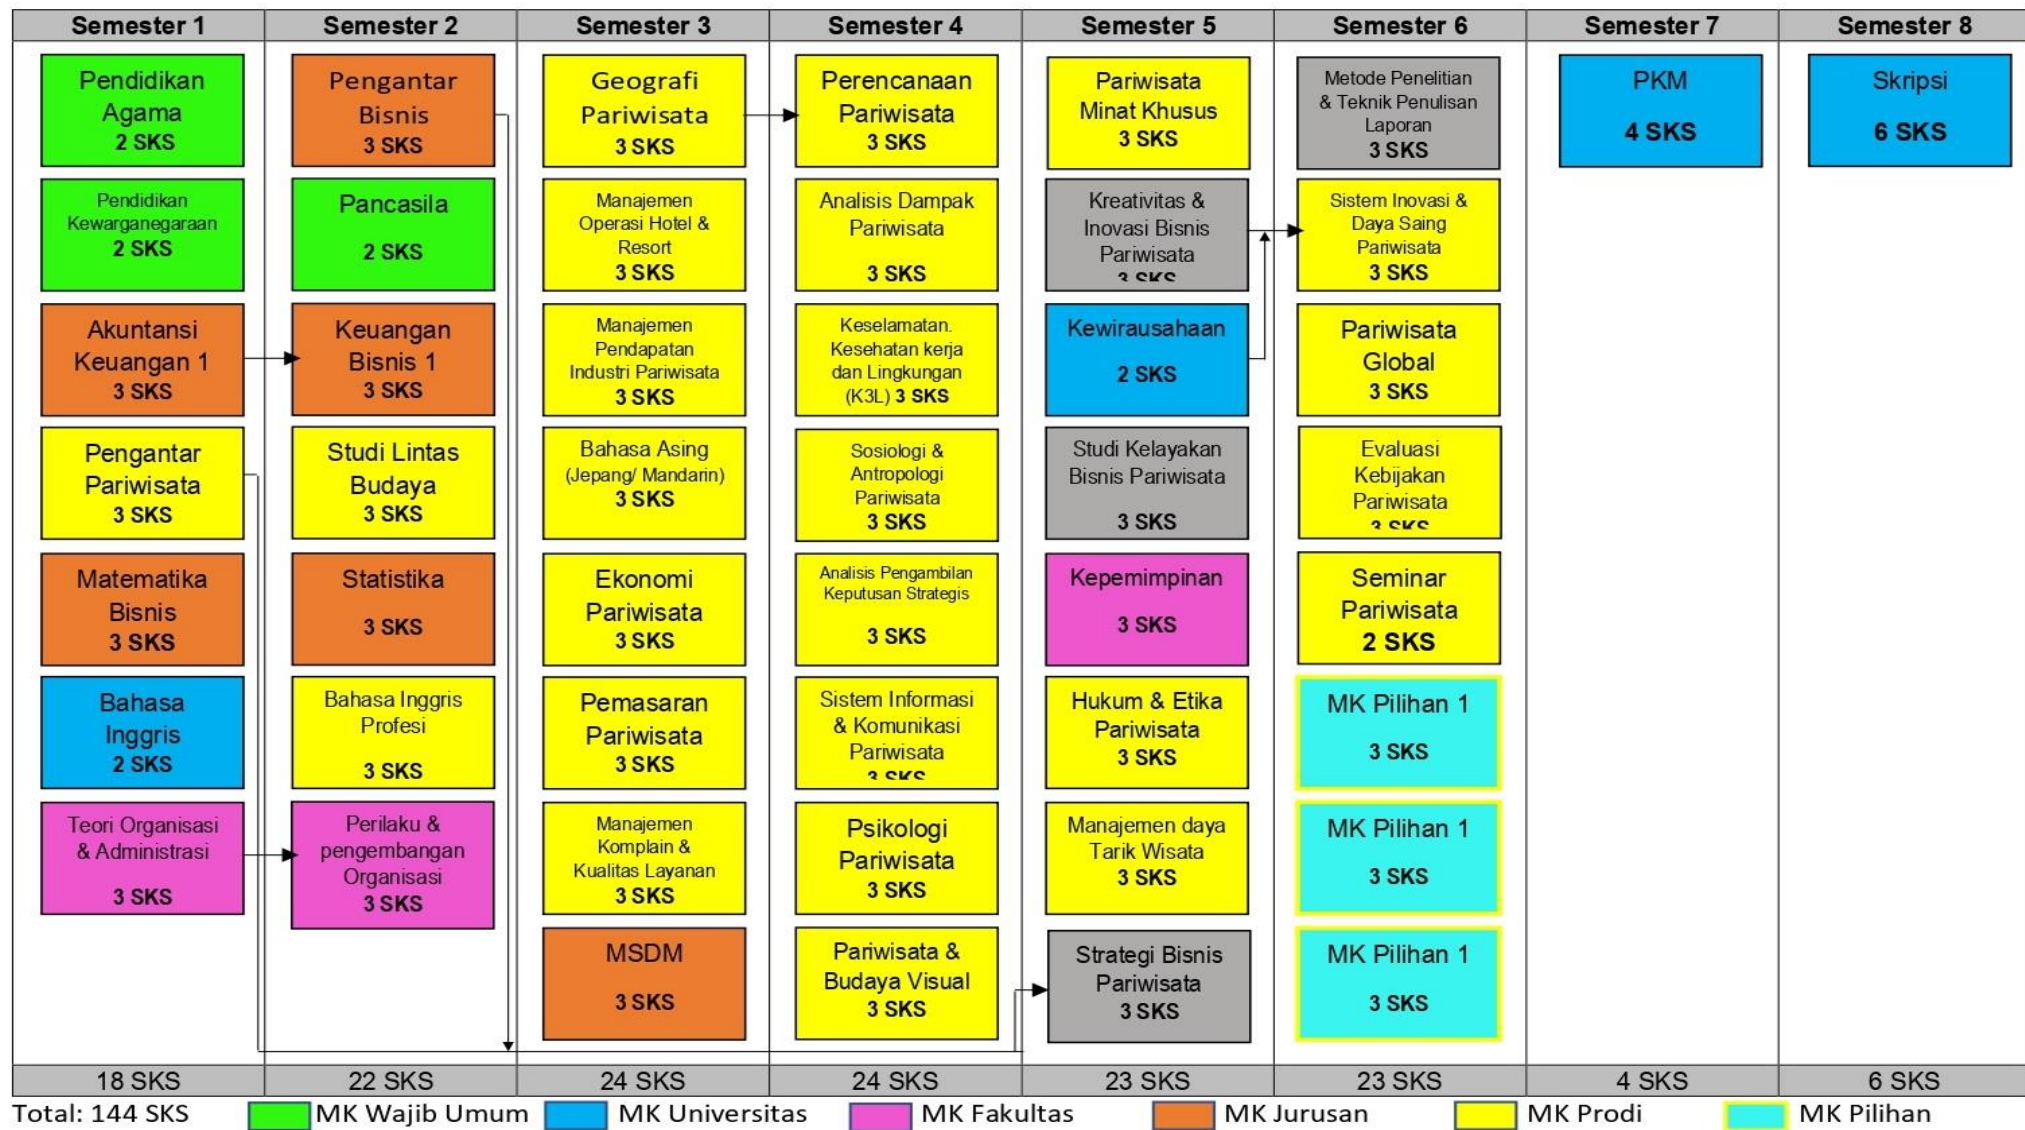 Semester 1
Semester 2
Semester 3
Semester 4
Semester 5
Semester 6
Semester 7
Semester 8
Pendidikan
Agama
2 SKS
Pendidikan
Kewarganegaraan
2 SKS
Akuntansi
Keuangan 1
3 SKS
Pengantar
Pariwisata
3 SKS
Matematika
Bisnis
3 SKS
Bahasa
Inggris
2 SKS
Teori Organisasi
& Administrasi
3 SKS
Pengantar
Bisnis
3 SKS
Pancasila
2 SKS
Keuangan
Bisnis 1
3 SKS
Studi Lintas
Budaya
3 SKS
Statistika
3 SKS
Bahasa Inggris
Profesi
3 SKS
Perilaku &
pengembangan
Organisasi
3 SKS
Geografi
Pariwisata
3 SKS
Manajemen
Operasi Hotel &
Resort
3 SKS
Manajemen
Pendapatan
Industri Pariwisata
3 SKS
Bahasa Asing
(Jepang/ Mandarin)
3 SKS
Ekonomi
Pariwisata
3 SKS
Pemasaran
Pariwisata
3 SKS
Manajemen
Komplain &
Kualitas Layanan
3 SKS
MSDM
3 SKS
Perencanaan
Pariwisata
3 SKS
Analisis Dampak
Pariwisata
3 SKS
Keselamatan.
Kesehatan kerja
dan Lingkungan
(K3L) 3 SKS
Sosiologi &
Antropologi
Pariwisata
3 SKS
Analisis Pengambilan
Keputusan Strategis
3 SKS
Sistem Informasi
& Komunikasi
Pariwisata
3 SKS
Psikologi
Pariwisata
3 SKS
Pariwisata &
Budaya Visual
3 SKS
Pariwisata
Minat Khusus
3 SKS
Kreativitas &
Inovasi Bisnis
Pariwisata
3 SKS
Kewirausahaan
2 SKS
Studi Kelayakan
Bisnis Pariwisata
3 SKS
Kepemimpinan
3 SKS
Hukum & Etika
Pariwisata
3 SKS
Manajemen daya
Tarik Wisata
3 SKS
Strategi Bisnis
Pariwisata
3 SKS
Metode Penelitian
& Teknik Penulisan
Laporan
3 SKS
Sistem Inovasi &
Daya Saing
Pariwisata
3 SKS
Pariwisata
Global
3 SKS
Evaluasi
Kebijakan
Pariwisata
3 SKS
Seminar
Pariwisata
2 SKS
MK Pilihan 1
3 SKS
MK Pilihan 1
3 SKS
MK Pilihan 1
3 SKS
PKM
4 SKS
Skripsi
6 SKS
18 SKS
22 SKS
24 SKS
24 SKS
23 SKS
23 SKS
4 SKS
6 SKS
Total: 144 SKS
MK Wajib Umum
MK Universitas
MK Fakultas
MK Jurusan
MK Prodi
MK Pilihan